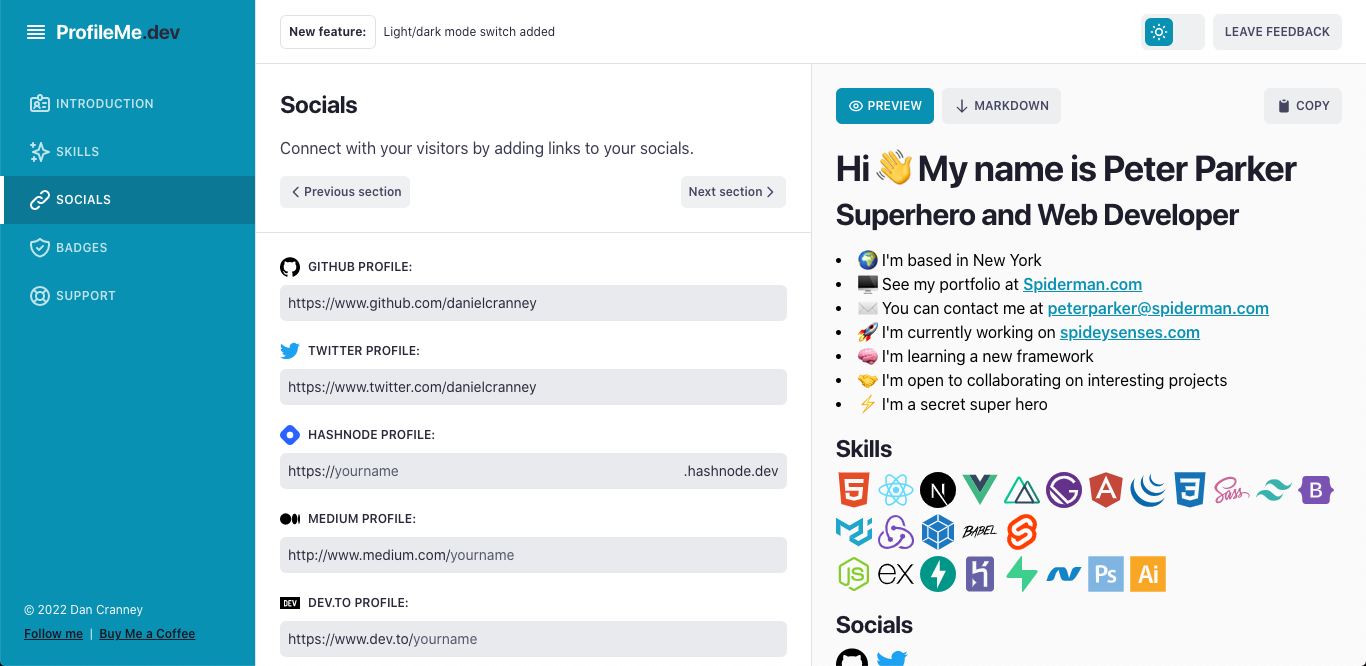 ProfileMe.dev
INTRODUCTION
SKILLS
SOCIALS
BADGES
SUPPORT
© 2022 Dan Cranney
Follow me | Buy Me a Coffee
New feature: Light/dark mode switch added
LEAVE FEEDBACK
Socials
Connect with your visitors by adding links to your socials.
Previous section
Next section
GITHUB PROFILE:
https://www.github.com/danielcranney
TWITTER PROFILE:
https://www.twitter.com/danielcranney
HASHNODE PROFILE:
https://yourname .hashnode.dev
MEDIUM PROFILE:
http://www.medium.com/yourname
DEV DEV.TO PROFILE:
https://www.dev.to/yourname
PREVIEW
MARKDOWN
COPY
Hi 👋 My name is Peter Parker
Superhero and Web Developer
• 🌍 I'm based in New York
• 🖥️ See my portfolio at Spiderman.com
• ✉️ You can contact me at peterparker@spiderman.com
• 🚀 I'm currently working on spideysenses.com
• 🧠 I'm learning a new framework
• 🤝 I'm open to collaborating on interesting projects
• ⚡ I'm a secret super hero
Skills
5 N G A 3 Sass B
BABEL
JS ex Ps Ai
Socials